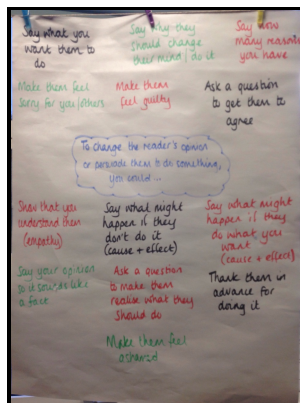 Say what you
want them to
do
Say why they
should change
their mind/do it
Say how
many reasons
you have
Make them feel
sorry for you/others
Make them
feel guilty
Ask a question
to get them to
agree
To change the reader's opinion
or persuade them to do something,
you could...
Show that you
understand them
(empathy)
Say what might
happen if they
don't do it
(cause + effect)
Say what might
happen if they
do what you
want
(cause + effect)
Say your opinion
so it sounds like
a fact
Ask a question
to make them
realise what they
should do
Thank them in
advance for
doing it
Make them feel
ashamed